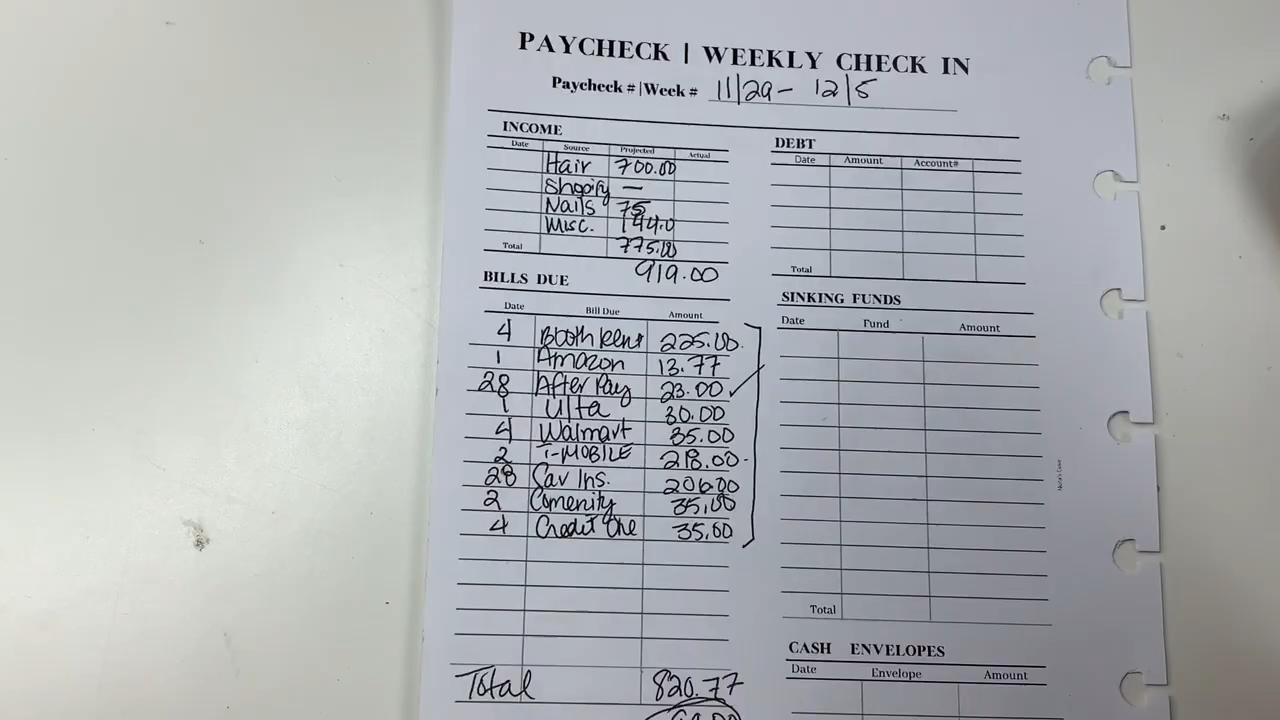 PAYCHECK | WEEKLY CHECK IN
Paycheck # | Week # 11/29 - 12/5
INCOME
Date Source Projected Actual
Hair 700.00
Shopify —
Nails 75
Misc. 144.0
Total 775.00
919.00
BILLS DUE
Date Bill Due Amount
4 Booth Rent 225.00
1 Amazon 13.77
28 After Pay 23.00 ✓
1 Ulta 30.00
4 Walmart 35.00
2 T-MOBILE 218.00
28 Car Ins. 206.00
2 Comenity 35.00
4 Credit One 35.00
Total 820.77
DEBT
Date Amount Account#
Total
SINKING FUNDS
Date Fund Amount
Total
CASH ENVELOPES
Date Envelope Amount